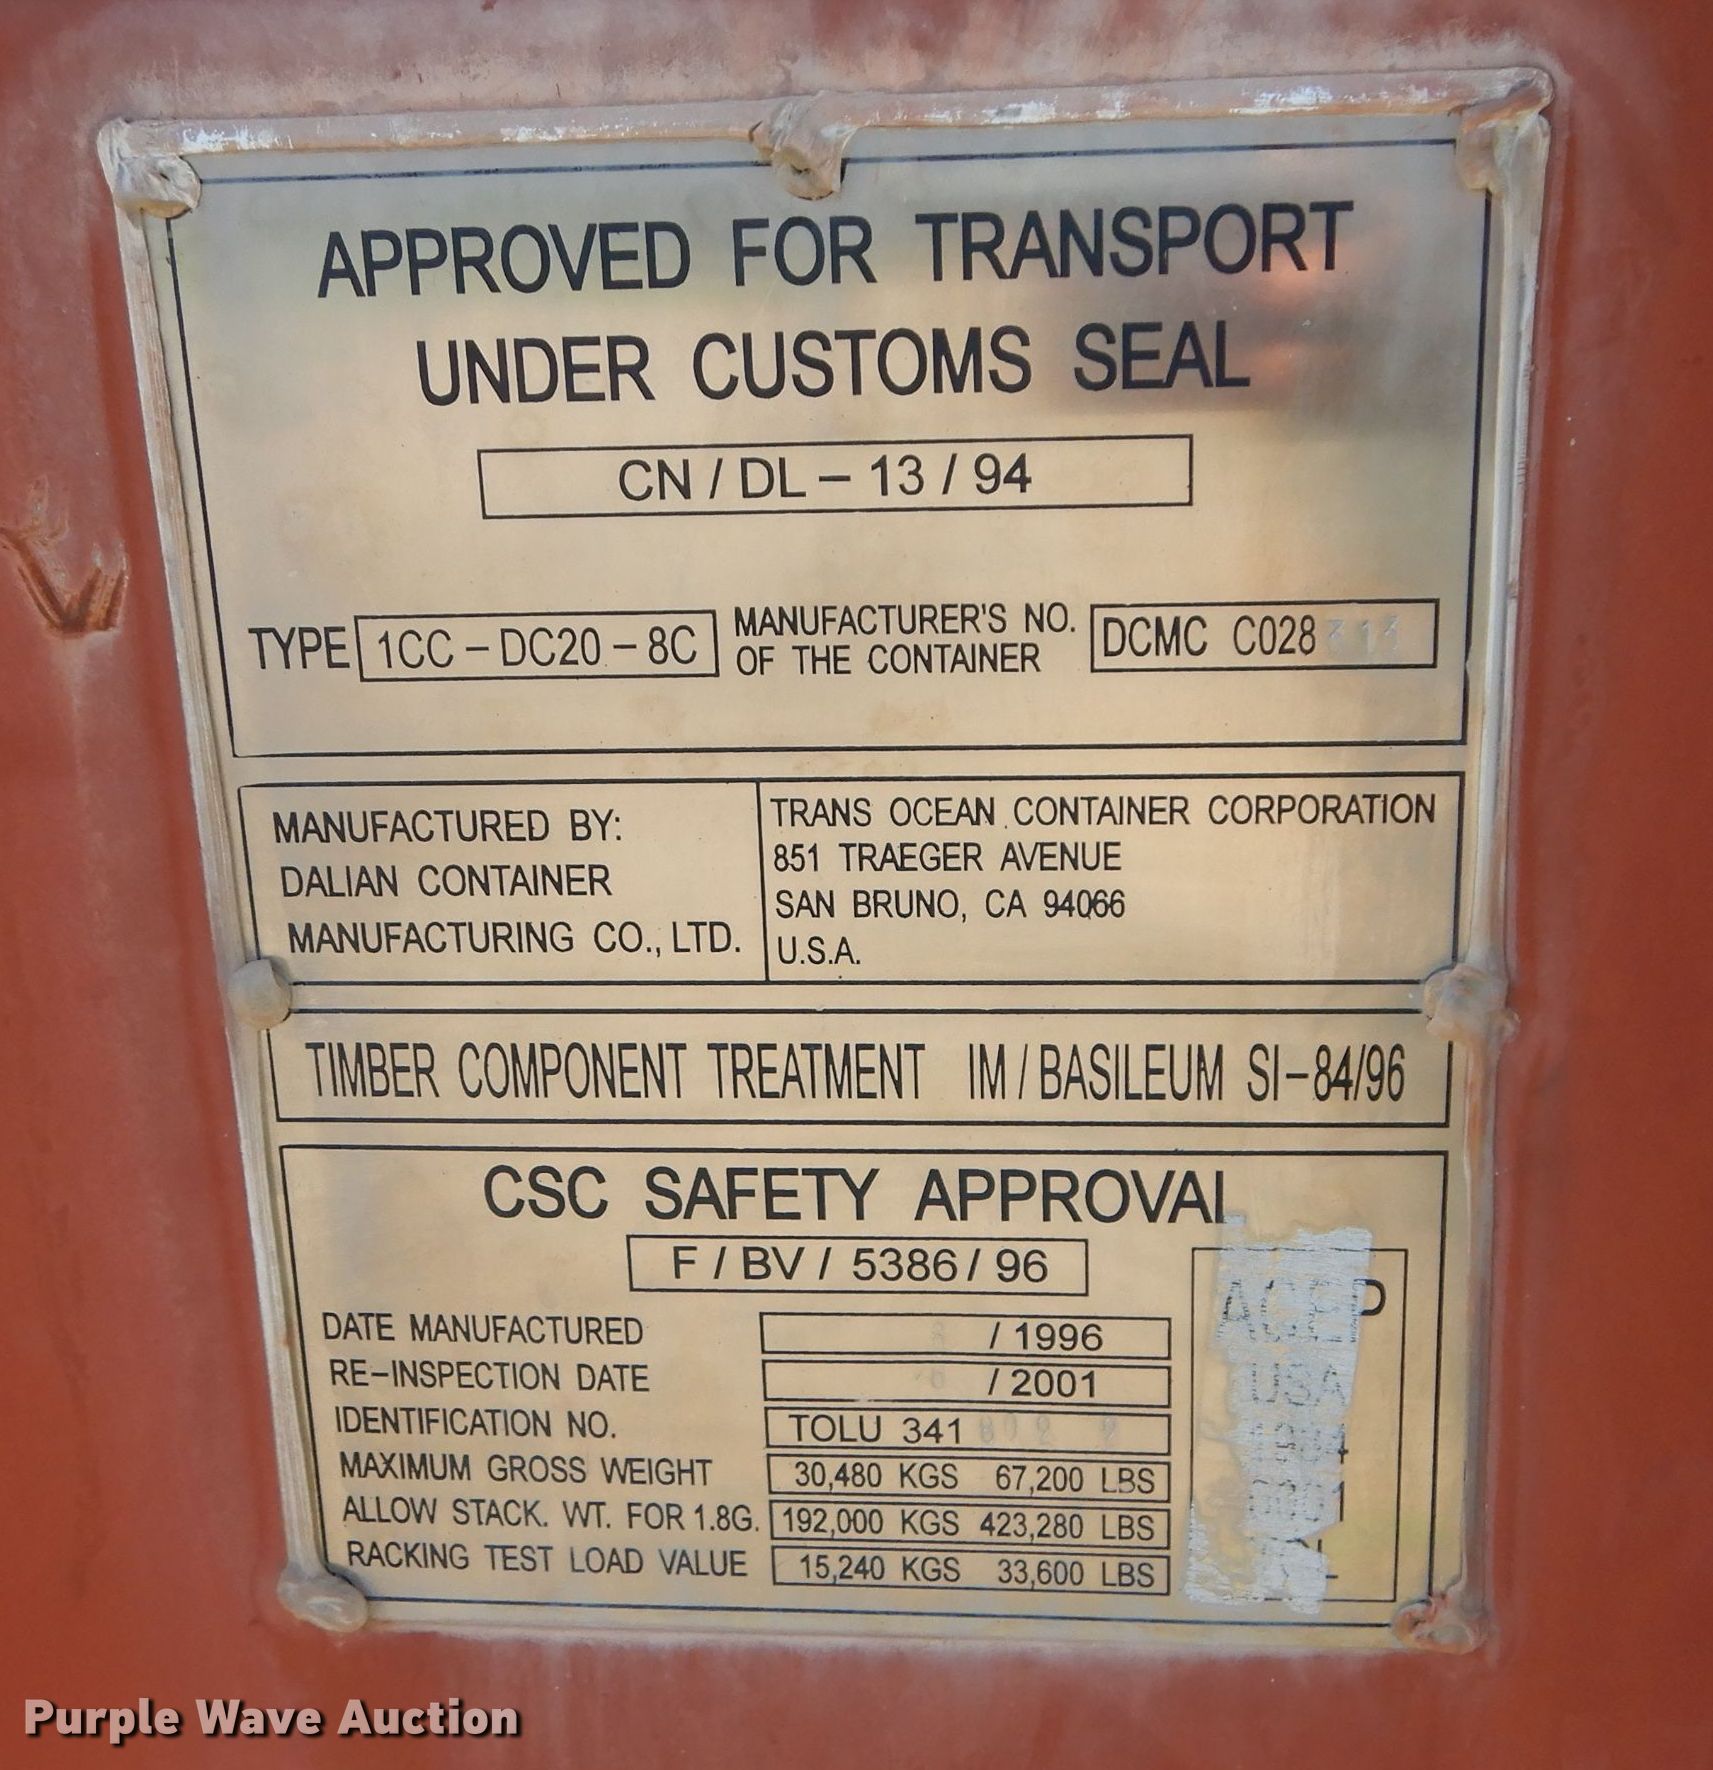 APPROVED FOR TRANSPORT
UNDER CUSTOMS SEAL
CN / DL – 13 / 94
TYPE 1CC – DC20 – 8C MANUFACTURER'S NO. OF THE CONTAINER DCMC C028313
MANUFACTURED BY:
DALIAN CONTAINER
MANUFACTURING CO., LTD.
TRANS OCEAN CONTAINER CORPORATION
851 TRAEGER AVENUE
SAN BRUNO, CA 94066
U.S.A.
TIMBER COMPONENT TREATMENT IM / BASILEUM SI–84/96
CSC SAFETY APPROVAL
F / BV / 5386 / 96
DATE MANUFACTURED / 1996
RE–INSPECTION DATE / 2001
IDENTIFICATION NO. TOLU 341
MAXIMUM GROSS WEIGHT 30,480 KGS 67,200 LBS
ALLOW STACK. WT. FOR 1.8G. 192,000 KGS 423,280 LBS
RACKING TEST LOAD VALUE 15,240 KGS 33,600 LBS
ACEP
USA
Purple Wave Auction